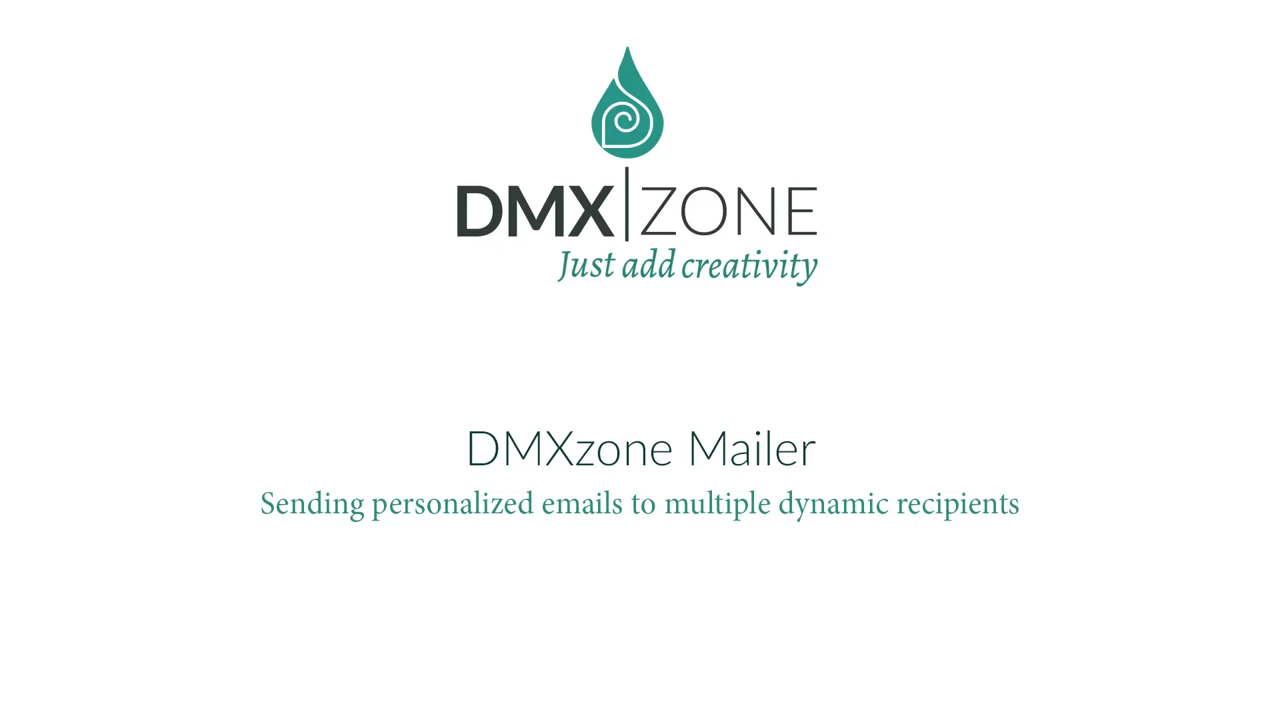 DMX|ZONE
Just add creativity
DMXzone Mailer
Sending personalized emails to multiple dynamic recipients